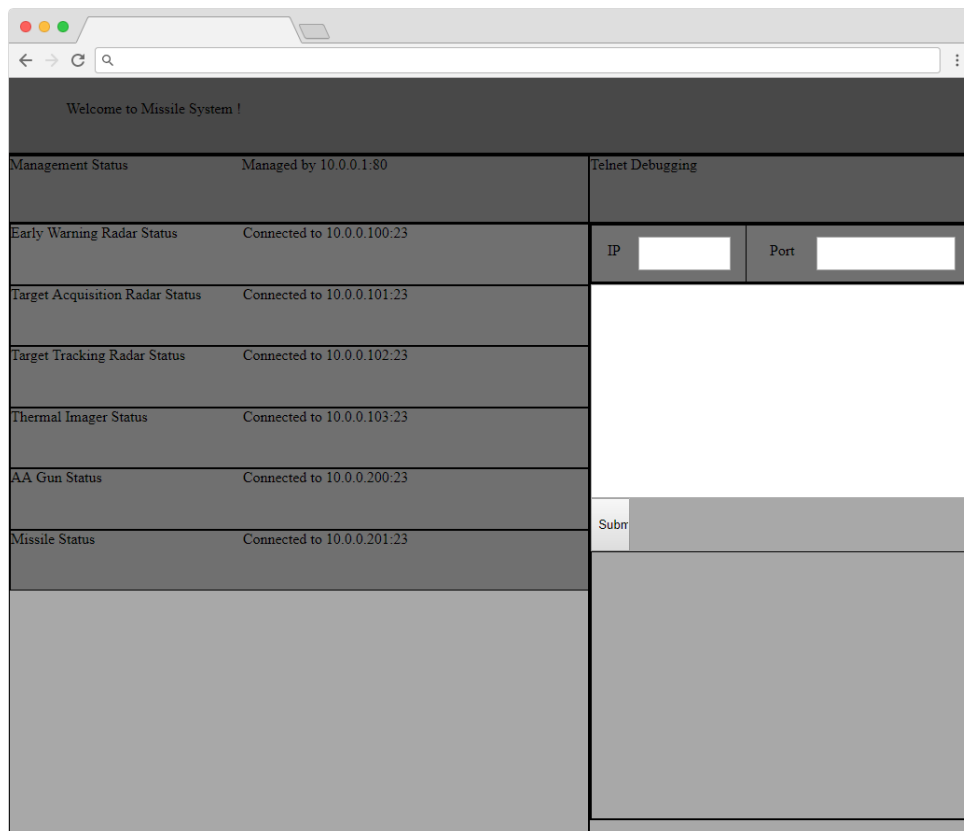 Welcome to Missile System !
Management Status Managed by 10.0.0.1:80
Telnet Debugging
Early Warning Radar Status Connected to 10.0.0.100:23
IP Port
Target Acquisition Radar Status Connected to 10.0.0.101:23
Target Tracking Radar Status Connected to 10.0.0.102:23
Thermal Imager Status Connected to 10.0.0.103:23
AA Gun Status Connected to 10.0.0.200:23
Subm
Missile Status Connected to 10.0.0.201:23